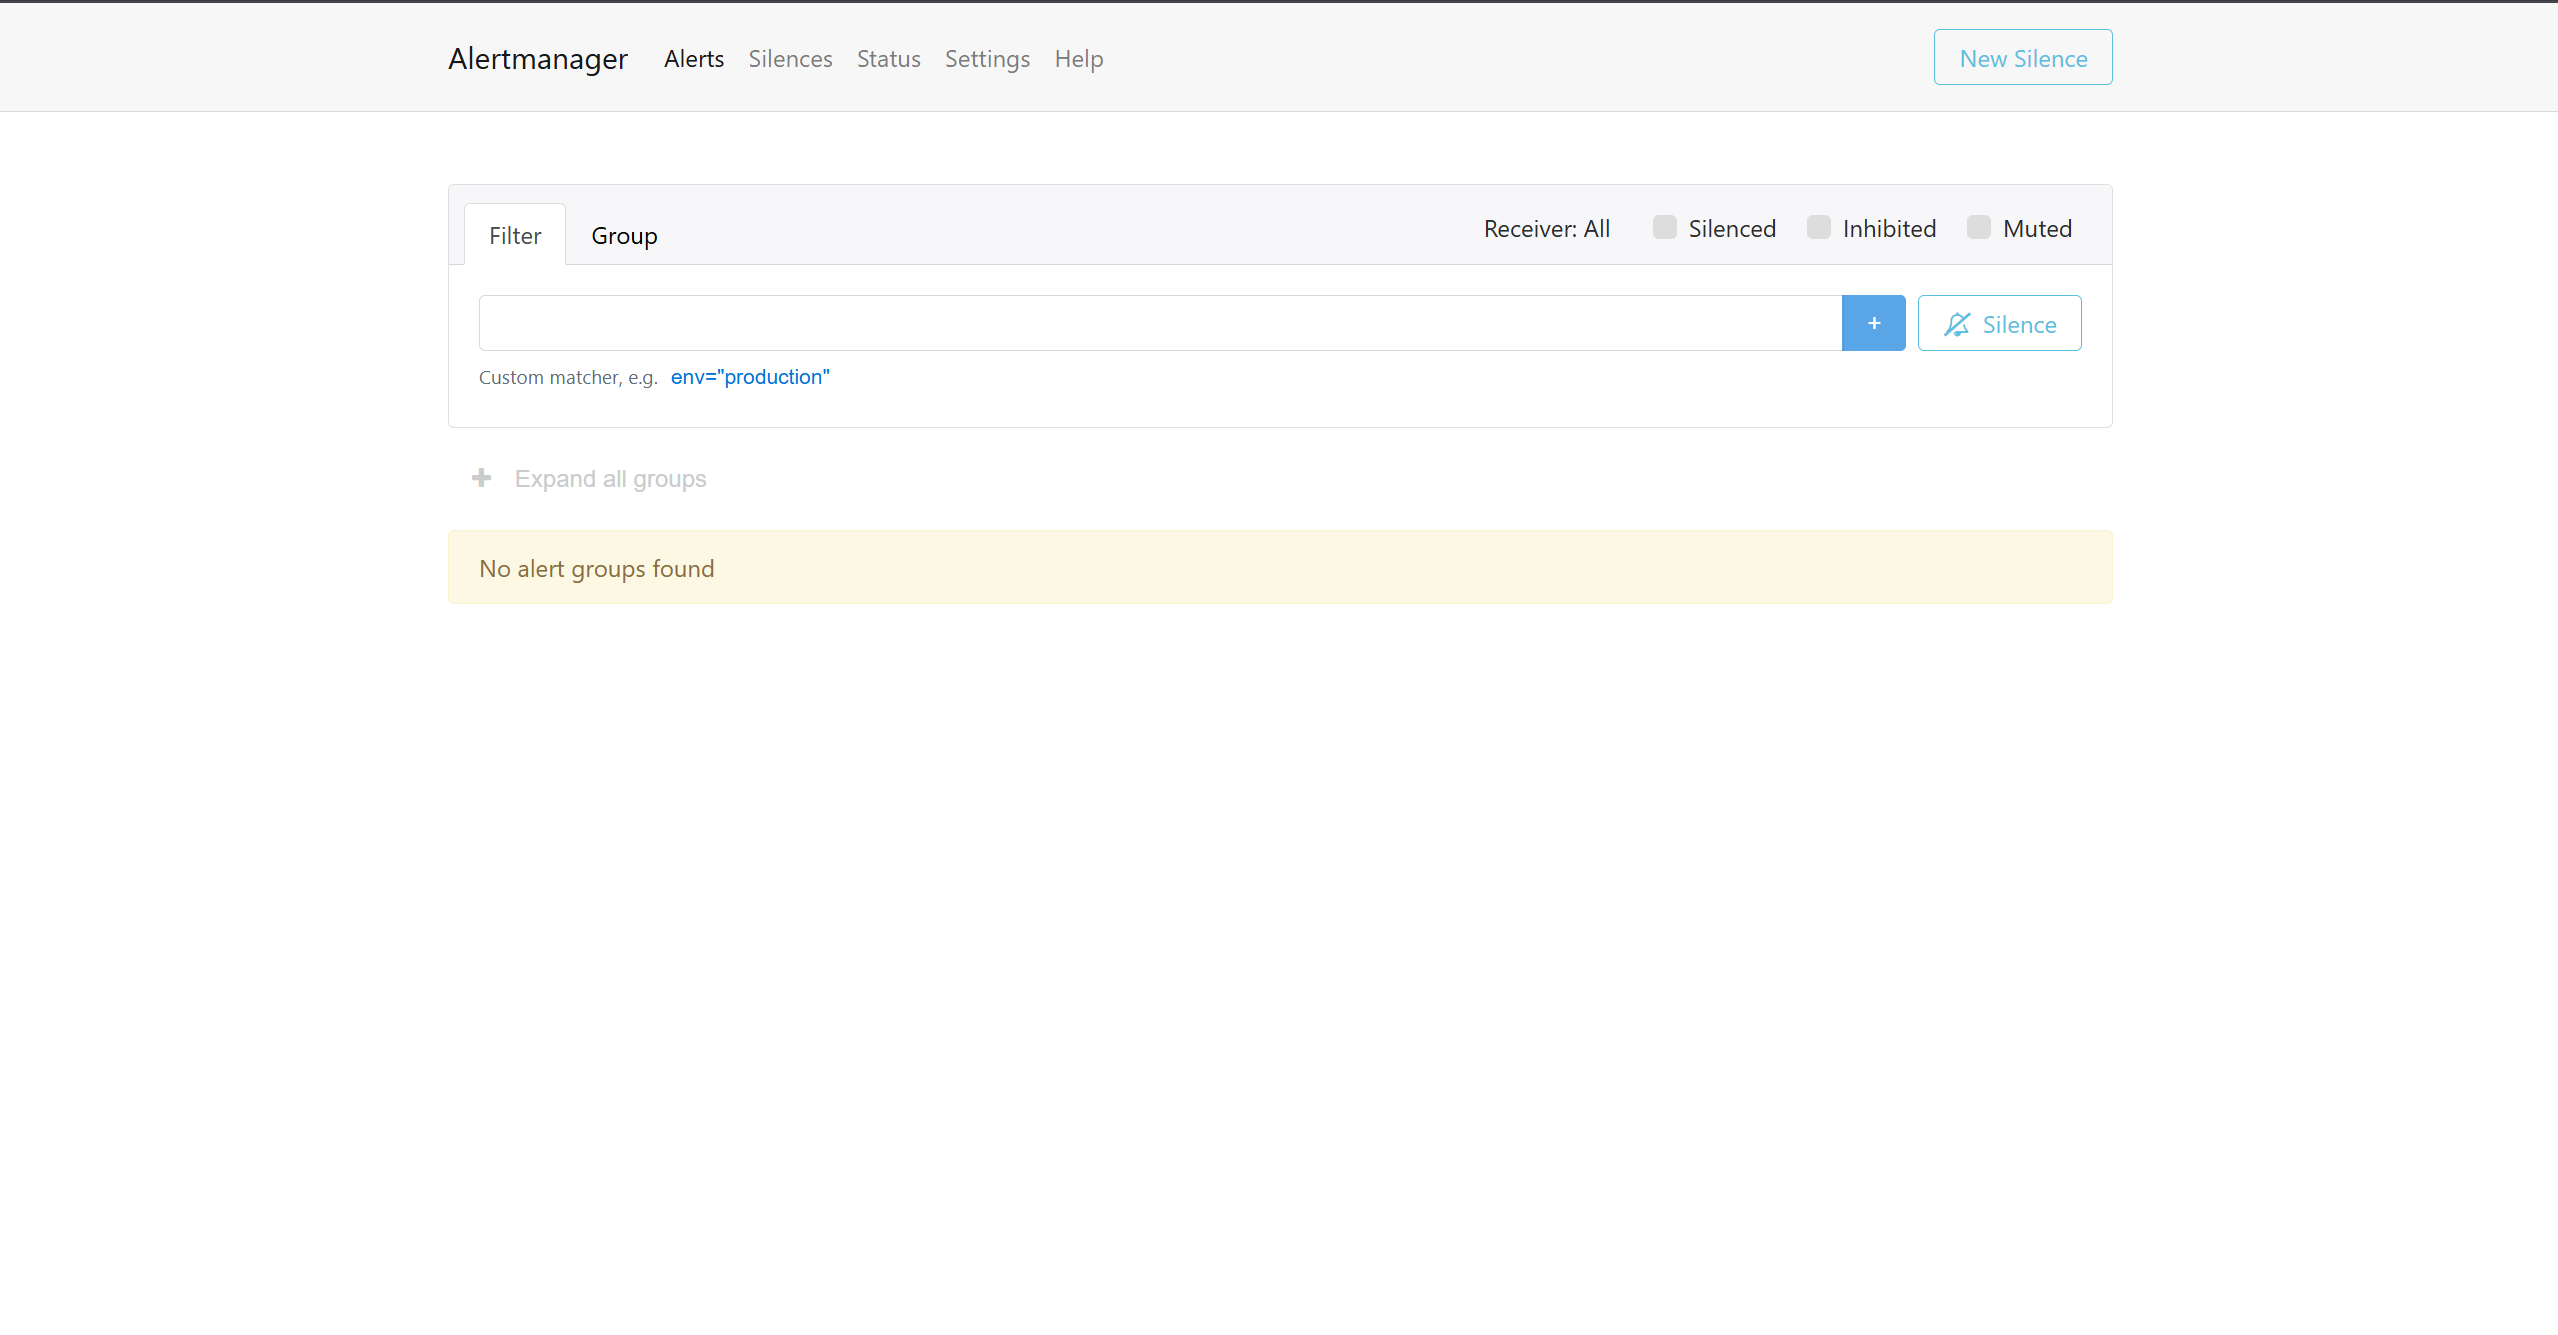 Alertmanager Alerts Silences Status Settings Help New Silence
Filter Group Receiver: All Silenced Inhibited Muted
+ Silence
Custom matcher, e.g. env="production"
Expand all groups
No alert groups found